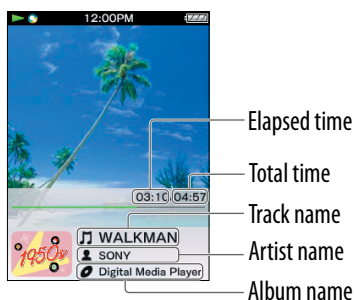 12:00PM
Elapsed time
Total time
03:10 04:57
Track name
WALKMAN
Artist name
SONY
1950s
Digital Media Player
Album name